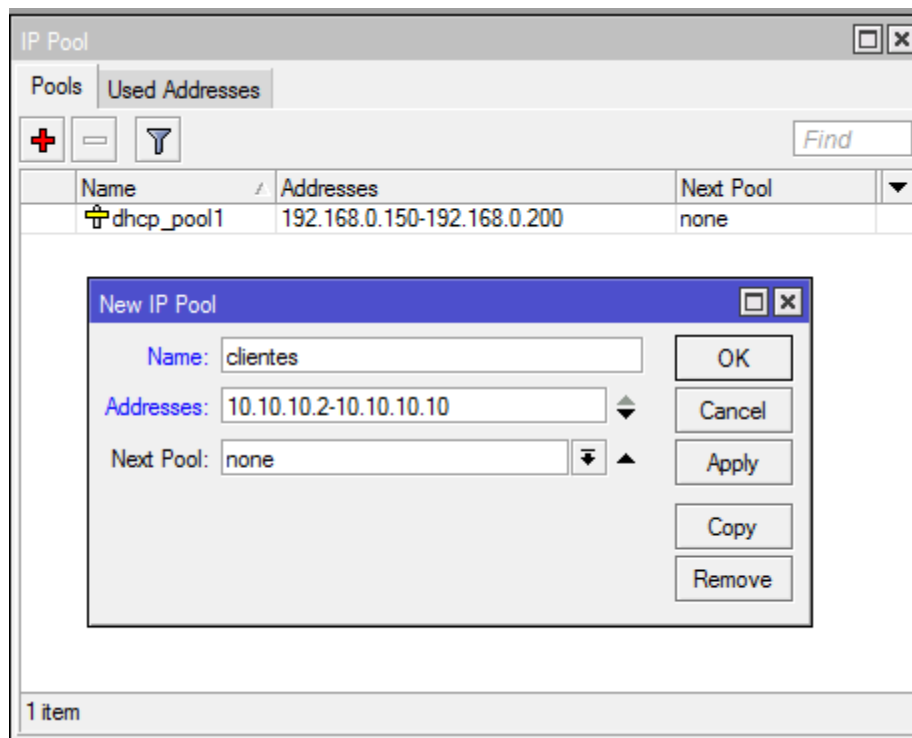 IP Pool
Pools Used Addresses
Find
Name Addresses Next Pool
dhcp_pool1 192.168.0.150-192.168.0.200 none
New IP Pool
Name: clientes OK
Addresses: 10.10.10.2-10.10.10.10 Cancel
Next Pool: none Apply
Copy
Remove
1 item